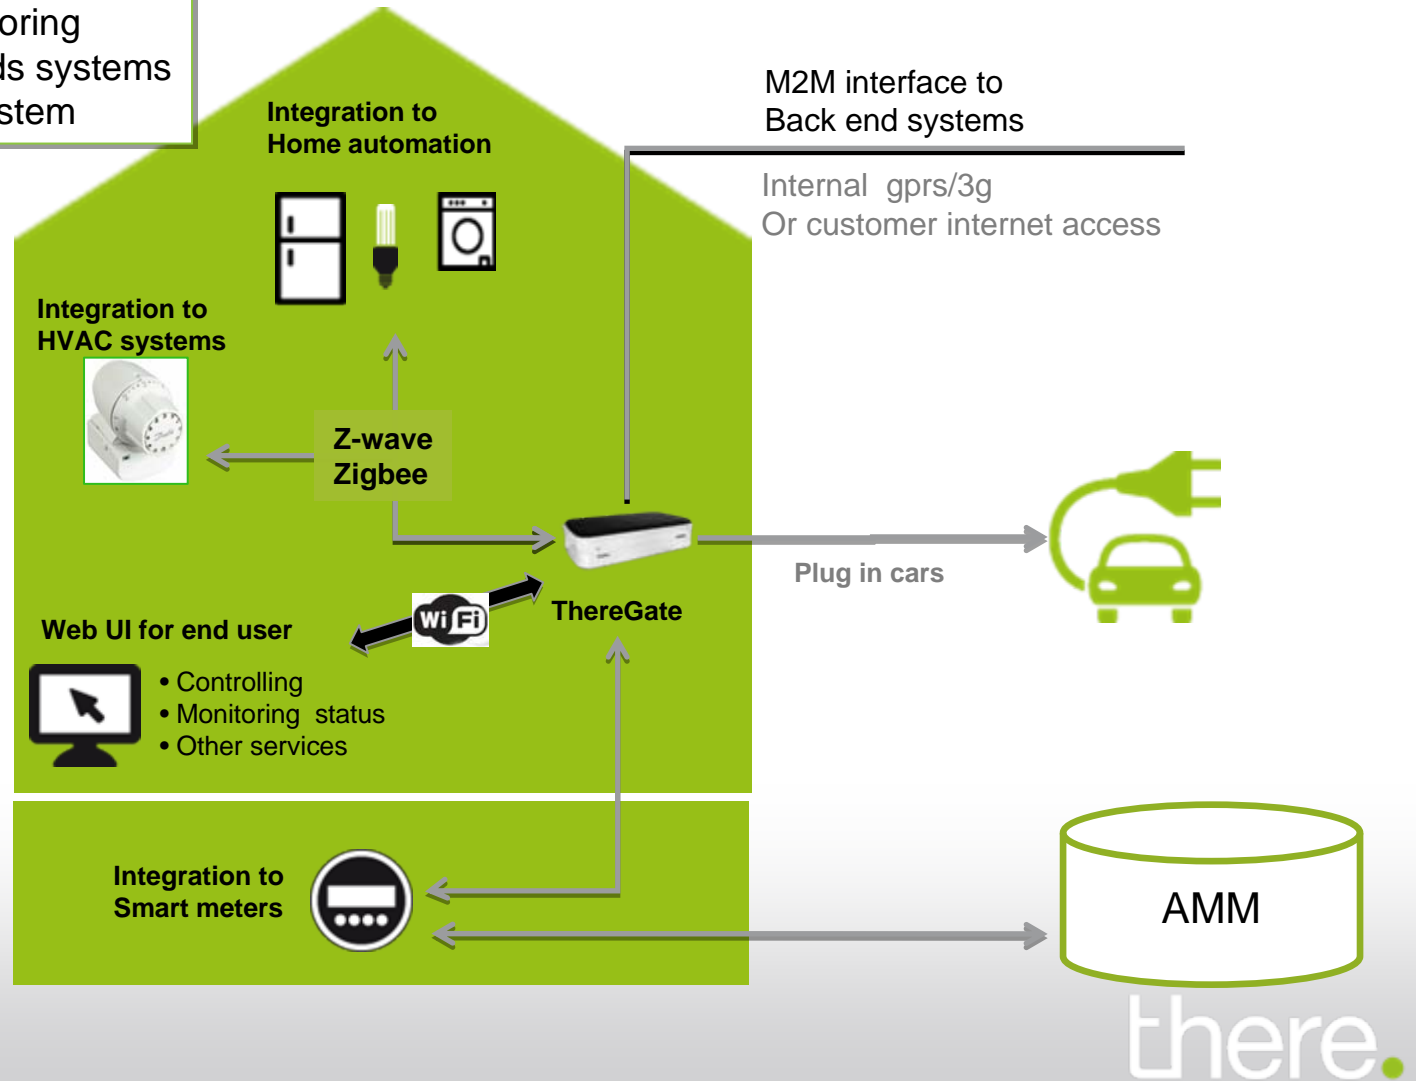 oring
ds systems
stem
Integration to
Home automation
M2M interface to
Back end systems
Internal gprs/3g
Or customer internet access
Integration to
HVAC systems
Z-wave
Zigbee
Plug in cars
WiFi
ThereGate
Web UI for end user
• Controlling
• Monitoring status
• Other services
Integration to
Smart meters
AMM
there.